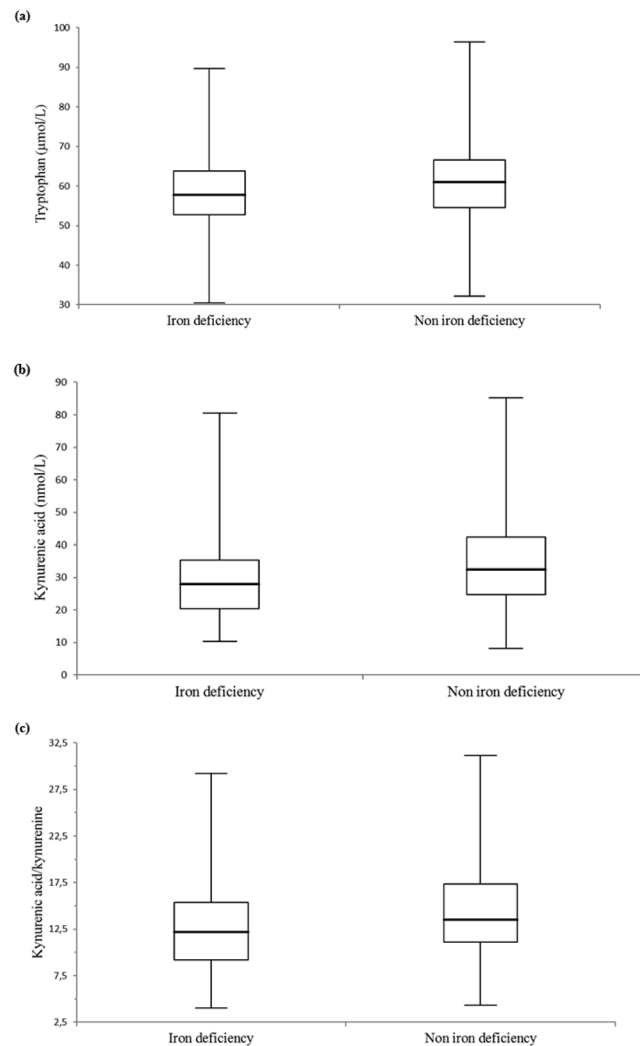 (a)
100
90
80
70
60
50
40
30
Tryptophan (µmol/L)
Iron deficiency Non iron deficiency
(b)
90
80
70
60
50
40
30
20
10
0
Kynurenic acid (nmol/L)
Iron deficiency Non iron deficiency
(c)
32,5
27,5
22,5
17,5
12,5
7,5
2,5
Kynurenic acid/kynurenine
Iron deficiency Non iron deficiency